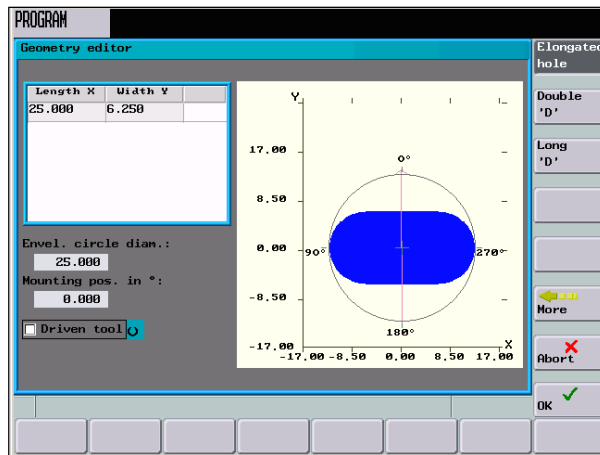 PROGRAM
Geometry editor
Elongated
hole
Length X Width Y
25.000 6.250
Double
'D'
Long
'D'
Y
17.00
8.50
0.00
-8.50
-17.00
0°
90°
270°
180°
X
-17.00 -8.50 0.00 8.50 17.00
Envel. circle diam.:
25.000
Mounting pos. in °:
0.000
Driven tool
More
Abort
OK